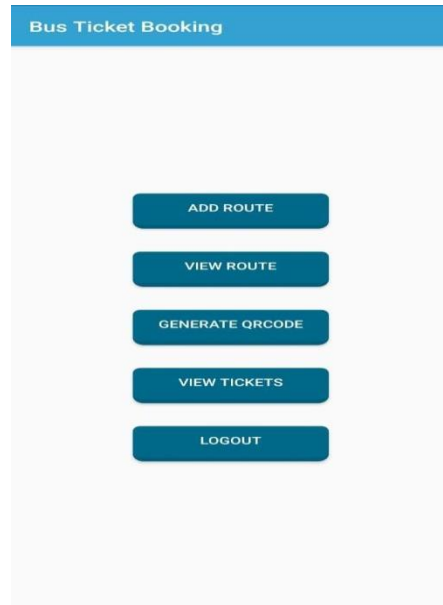 Bus Ticket Booking
ADD ROUTE
VIEW ROUTE
GENERATE QRCODE
VIEW TICKETS
LOGOUT